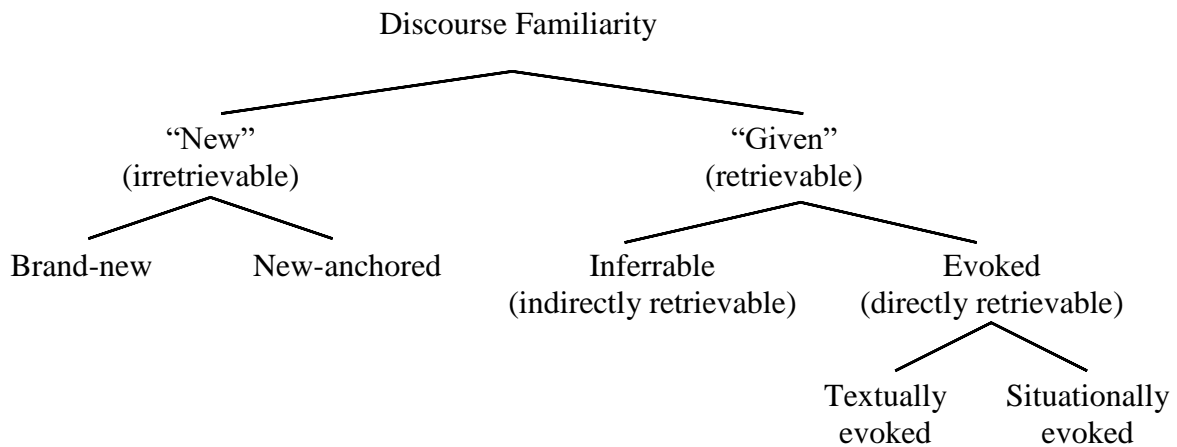 Discourse Familiarity
“New”
(irretrievable)
“Given”
(retrievable)
Brand-new
New-anchored
Inferrable
(indirectly retrievable)
Evoked
(directly retrievable)
Textually
evoked
Situationally
evoked